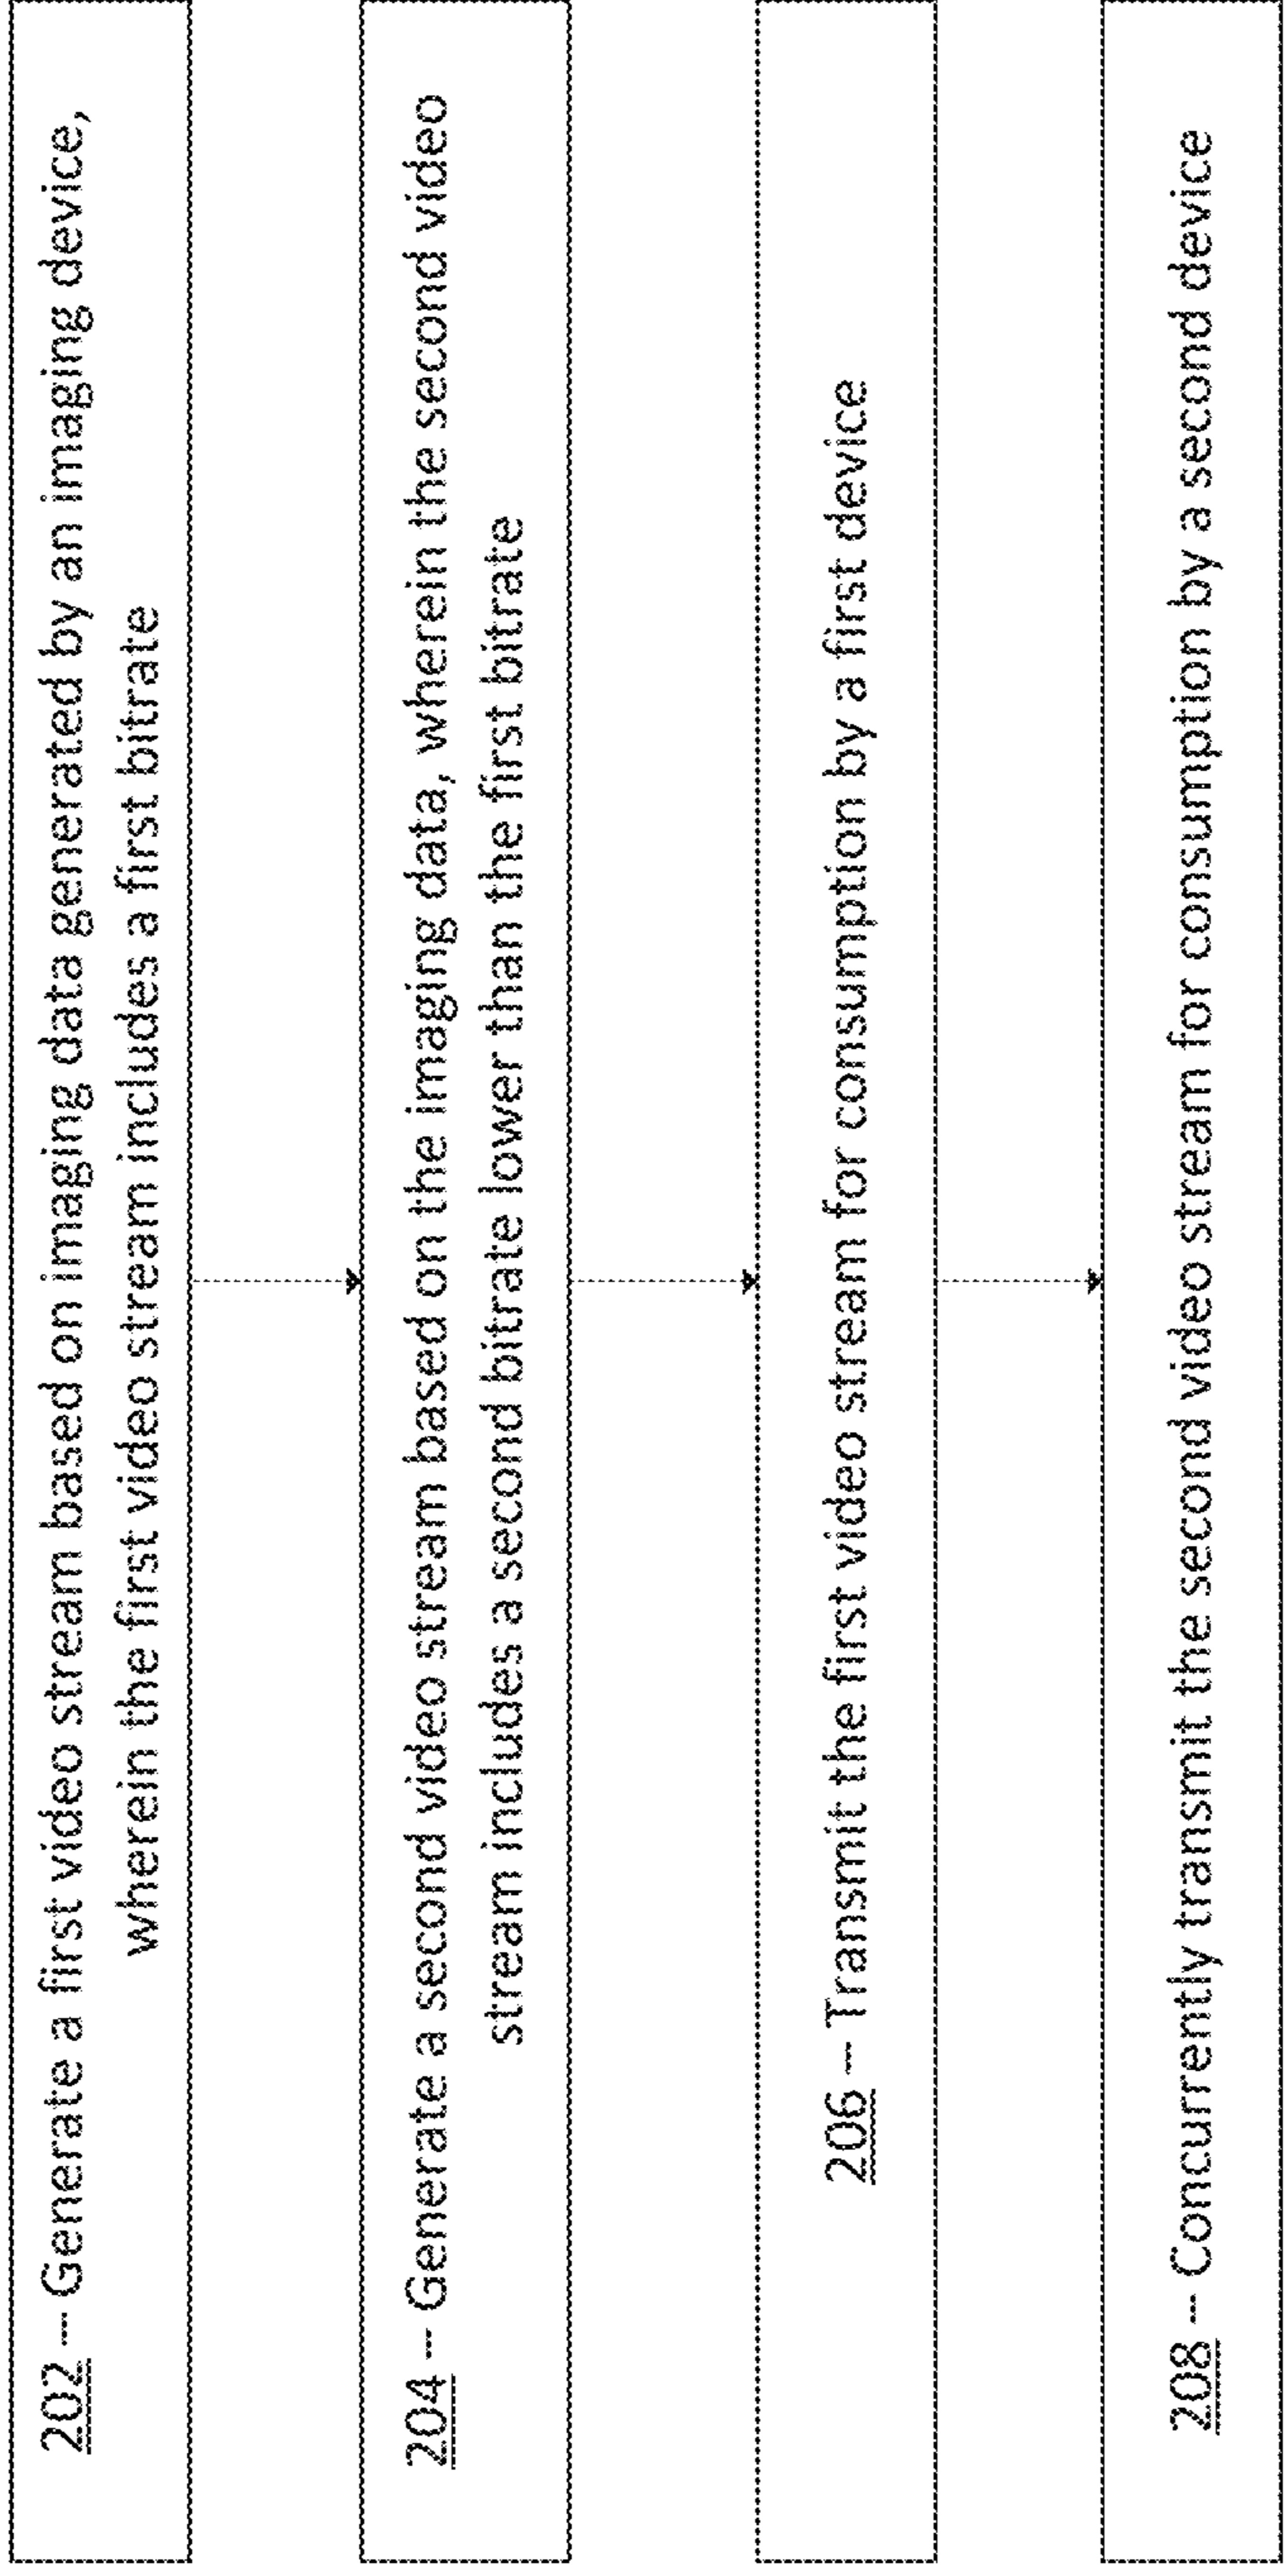 202 -- Generate a first video stream based on imaging data generated by an imaging device,
wherein the first video stream includes a first bitrate
204 -- Generate a second video stream based on the imaging data, wherein the second video
stream includes a second bitrate lower than the first bitrate
206 -- Transmit the first video stream for consumption by a first device
208 -- Concurrently transmit the second video stream for consumption by a second device